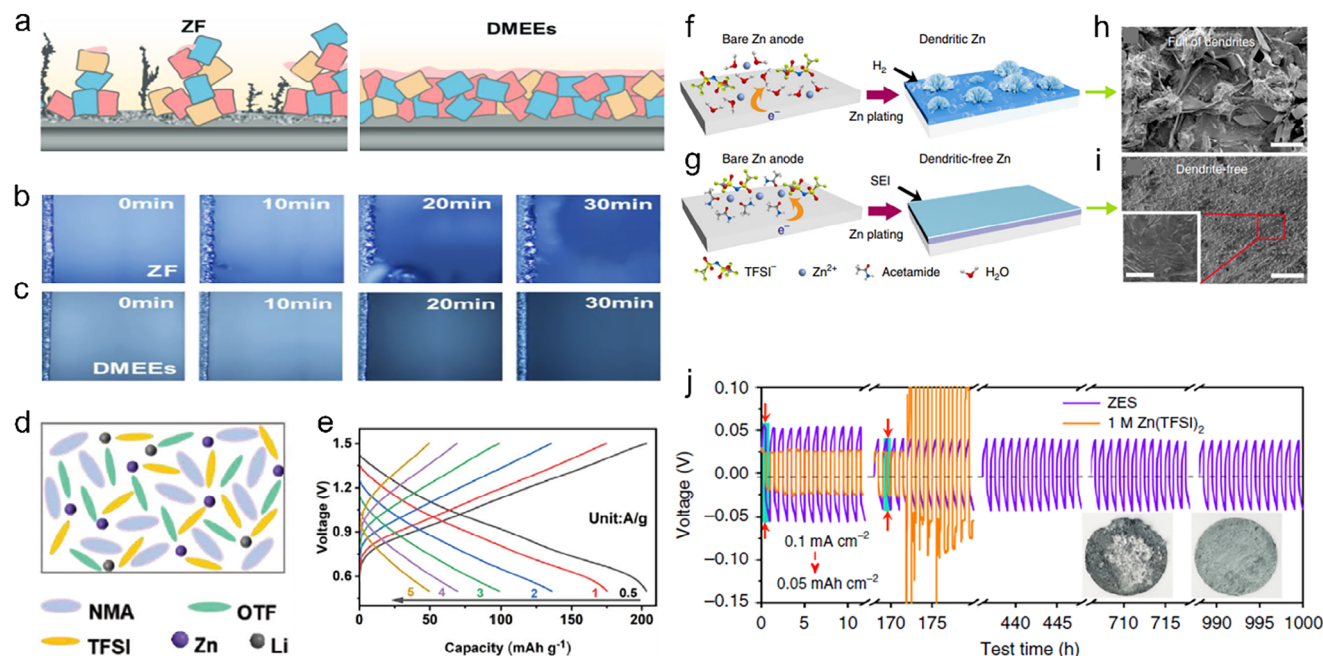 a
ZF
DMEEs
b
0min
10min
20min
30min
ZF
c
0min
10min
20min
30min
DMEEs
d
NMA
OTF
TFSI
Zn
Li
e
1.5
1.2
0.9
0.6
Voltage (V)
Unit:A/g
5
4
3
2
1
0.5
0
40
80
120
160
200
Capacity (mAh g⁻¹)
f
Bare Zn anode
Dendritic Zn
H₂
e⁻
Zn plating
g
Bare Zn anode
Dendritic-free Zn
SEI
e⁻
Zn plating
TFSI⁻
Zn²⁺
Acetamide
H₂O
h
Full of dendrites
i
Dendrite-free
j
0.10
0.05
0.00
−0.05
−0.10
−0.15
Voltage (V)
ZES
1 M Zn(TFSI)₂
0.1 mA cm⁻²
0.05 mAh cm⁻²
0
5
10
170
175
440
445
710
715
990
995
1000
Test time (h)